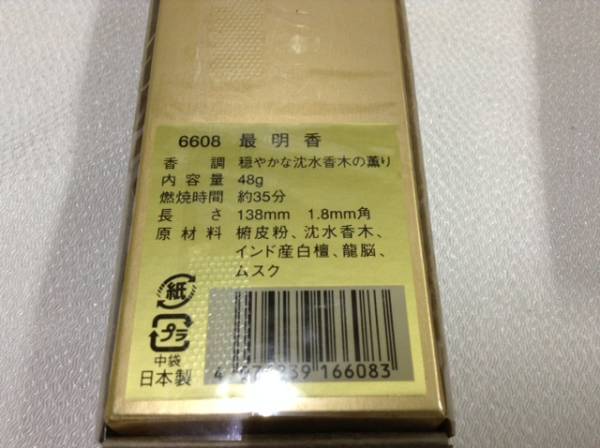 6608 最明香
香調 穏やかな沈水香木の薫り
内容量 48g
燃焼時間 約35分
長さ 138mm 1.8mm角
原材料 椨皮粉、沈水香木、
インド産白檀、龍脳、
ムスク
紙
プラ
中袋
日本製
166083